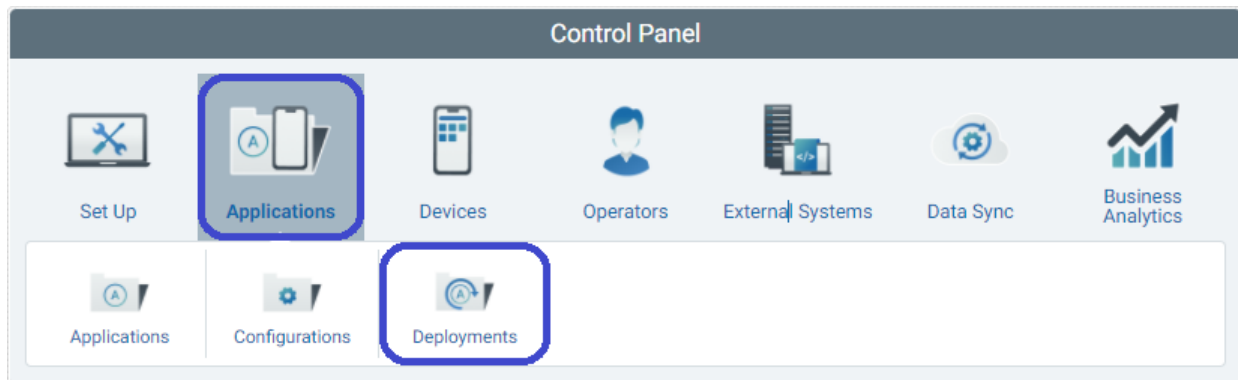 Control Panel
A
</>
Set Up
Applications
Devices
Operators
External Systems
Data Sync
Business
Analytics
A
A
Applications
Configurations
Deployments